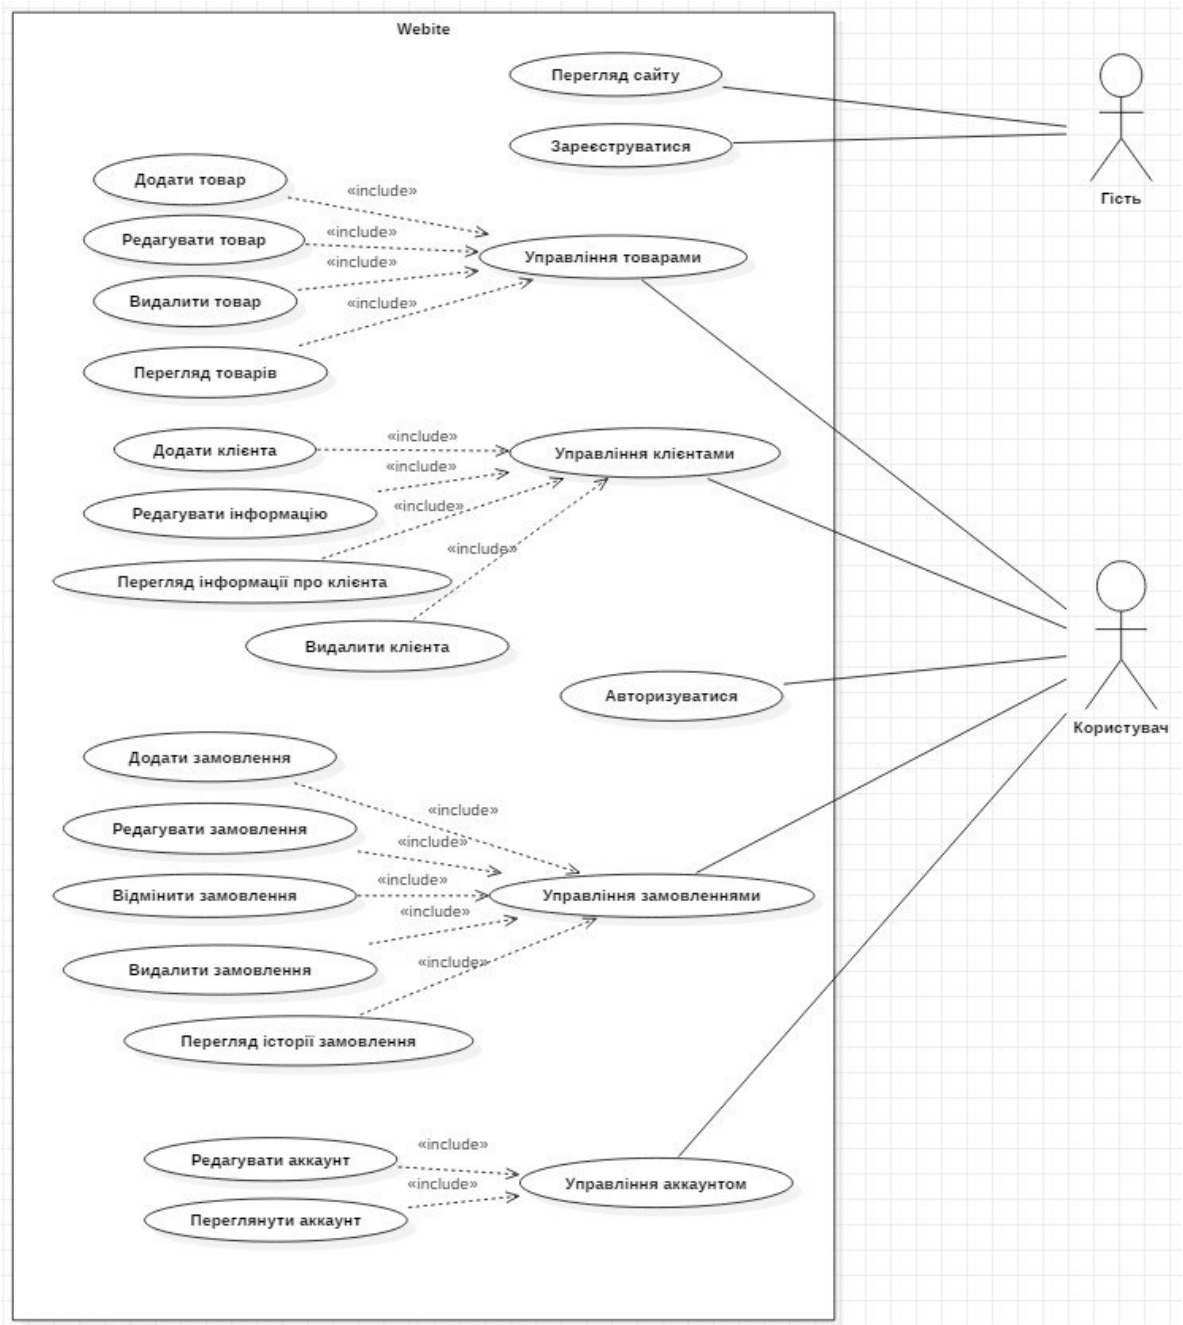 Webite
Перегляд сайту
Зареєструватися
Гість
Додати товар
«include»
Редагувати товар
«include»
Управління товарами
«include»
Видалити товар
«include»
Перегляд товарів
Додати клієнта
«include»
Управління клієнтами
«include»
Редагувати інформацію
«include»
«include»
Перегляд інформації про клієнта
Видалити клієнта
Авторизуватися
Користувач
Додати замовлення
«include»
Редагувати замовлення
«include»
«include»
Відмінити замовлення
Управління замовленнями
«include»
Видалити замовлення
«include»
Перегляд історії замовлення
«include»
Редагувати аккаунт
«include»
Управління аккаунтом
Переглянути аккаунт